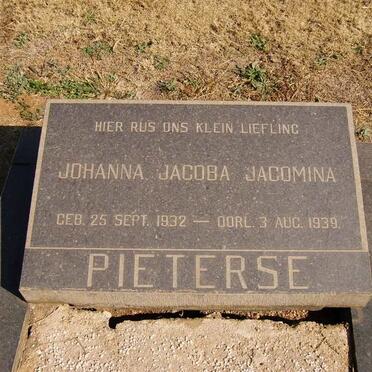 HIER RUS ONS KLEIN LIEFLING
JOHANNA JACOBA JACOMINA
GEB. 25 SEPT. 1932 — OORL. 3 AUG. 1939.
PIETERSE